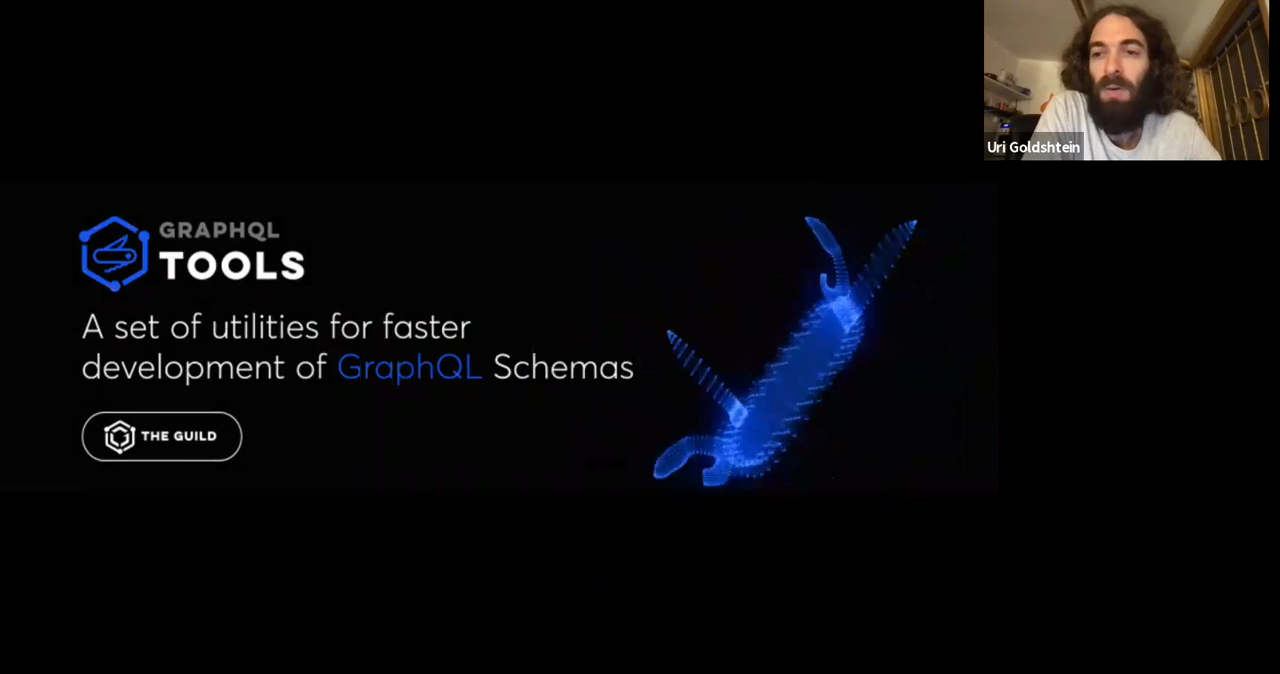 Uri Goldshtein
GRAPHQL
TOOLS
A set of utilities for faster
development of GraphQL Schemas
THE GUILD